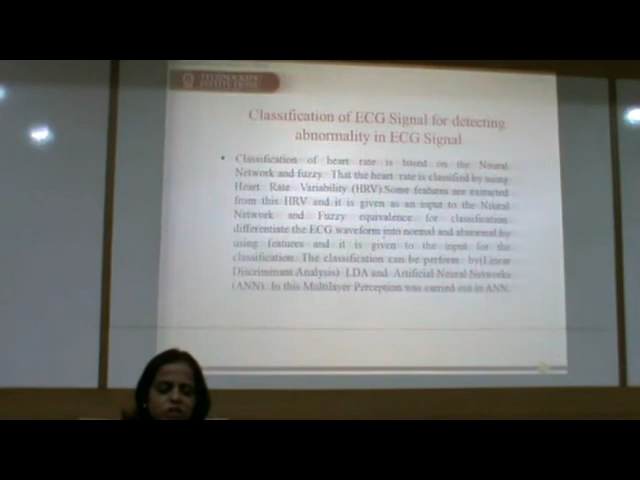 TECHNOCRATS
INSTITUTIONS
Classification of ECG Signal for detecting
abnormality in ECG Signal
• Classification of heart rate is based on the Neural
Network and fuzzy. That the heart rate is classified by using
Heart Rate Variability (HRV).Some features are extracted
from this HRV and it is given as an input to the Neural
Network and Fuzzy equivalence for classification,
differentiate the ECG waveform into normal and abnormal by
using features and it is given to the input for the
classification. The classification can be perform by(Linear
Discriminant Analysis) LDA and Artificial Neural Networks
(ANN). In this Multilayer Perception was carried out in ANN.